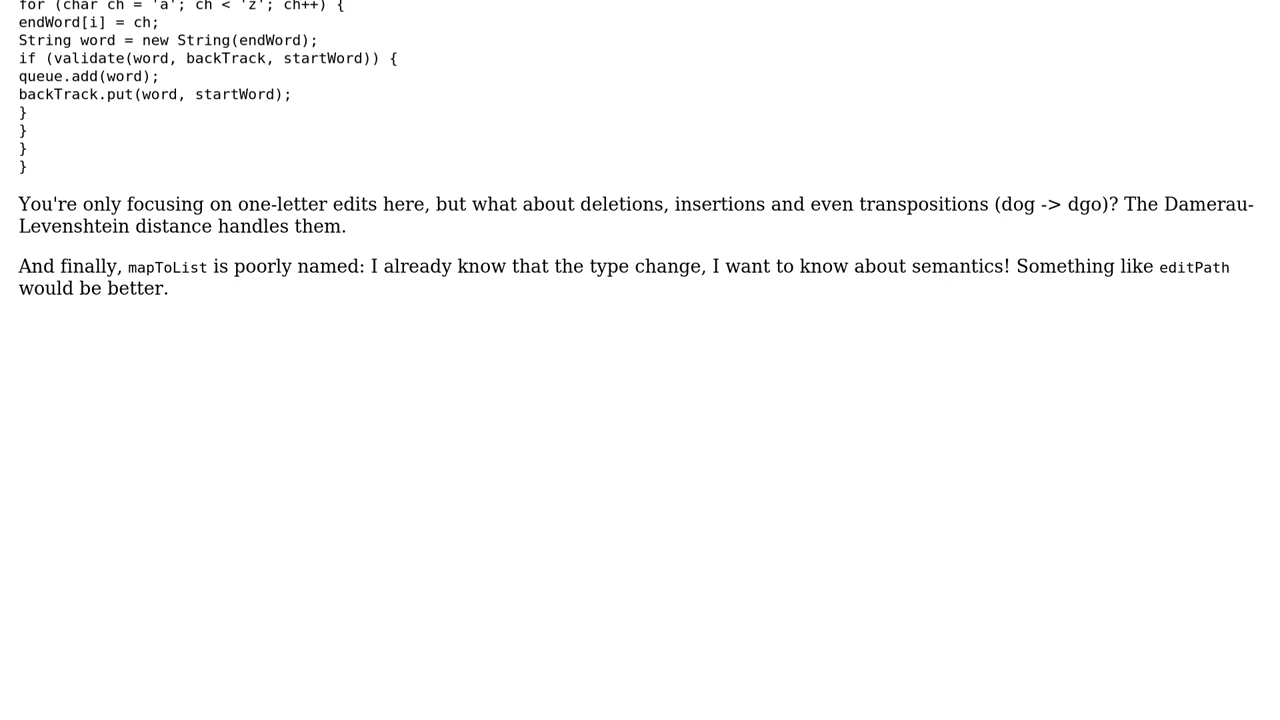 for (char ch = 'a'; ch < 'z'; ch++) {
endWord[i] = ch;
String word = new String(endWord);
if (validate(word, backTrack, startWord)) {
queue.add(word);
backTrack.put(word, startWord);
}
}
}
}
You're only focusing on one-letter edits here, but what about deletions, insertions and even transpositions (dog -> dgo)? The Damerau-
Levenshtein distance handles them.
And finally, mapToList is poorly named: I already know that the type change, I want to know about semantics! Something like editPath
would be better.